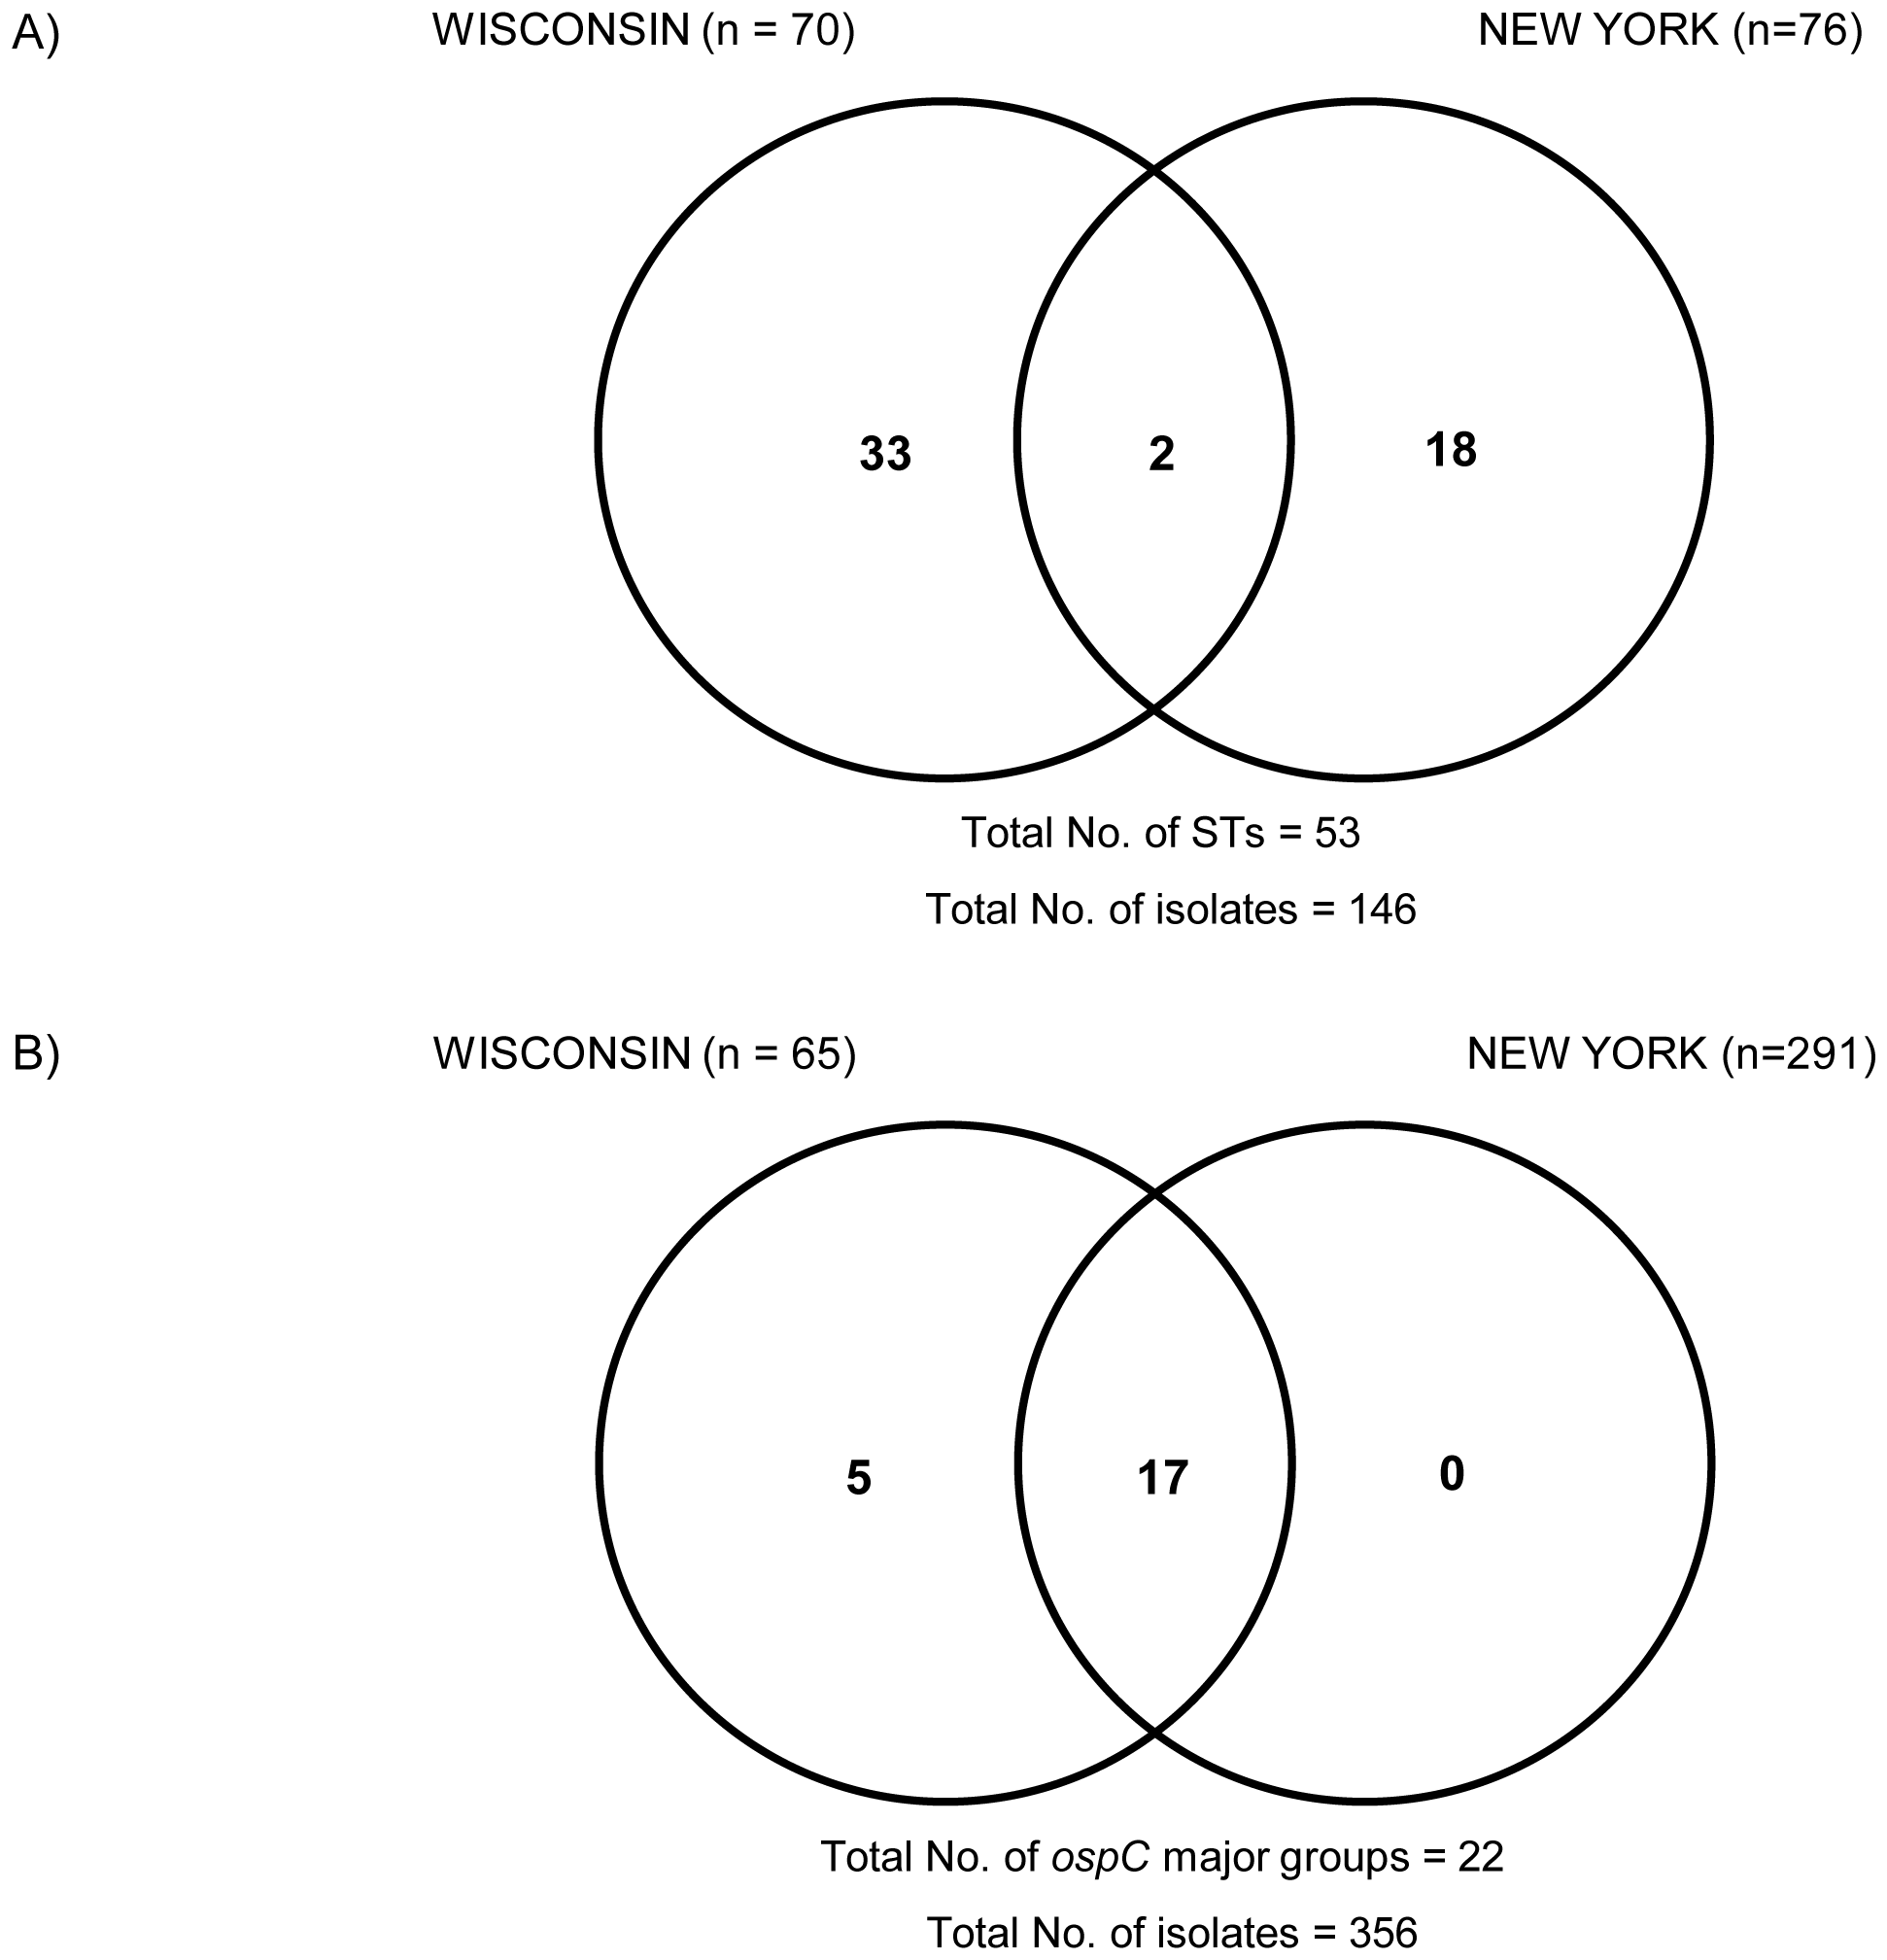 A) WISCONSIN (n = 70) NEW YORK (n=76)
33 2 18
Total No. of STs = 53
Total No. of isolates = 146
B) WISCONSIN (n = 65) NEW YORK (n=291)
5 17 0
Total No. of ospC major groups = 22
Total No. of isolates = 356